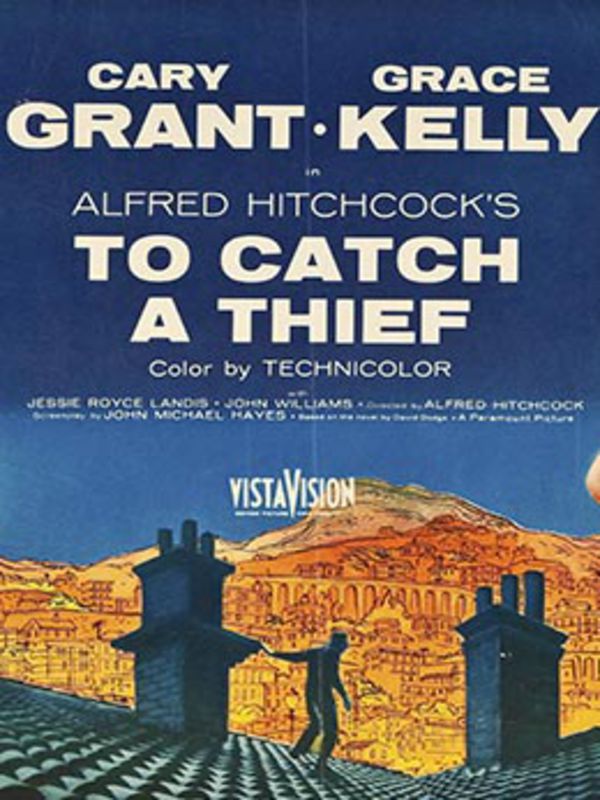 CARY GRACE
GRANT · KELLY
in
ALFRED HITCHCOCK'S
TO CATCH
A THIEF
Color by TECHNICOLOR
with
JESSIE ROYCE LANDIS · JOHN WILLIAMS · Directed by ALFRED HITCHCOCK
Screenplay by JOHN MICHAEL HAYES · Based on the novel by David Dodge · A Paramount Picture
VISTAVISION